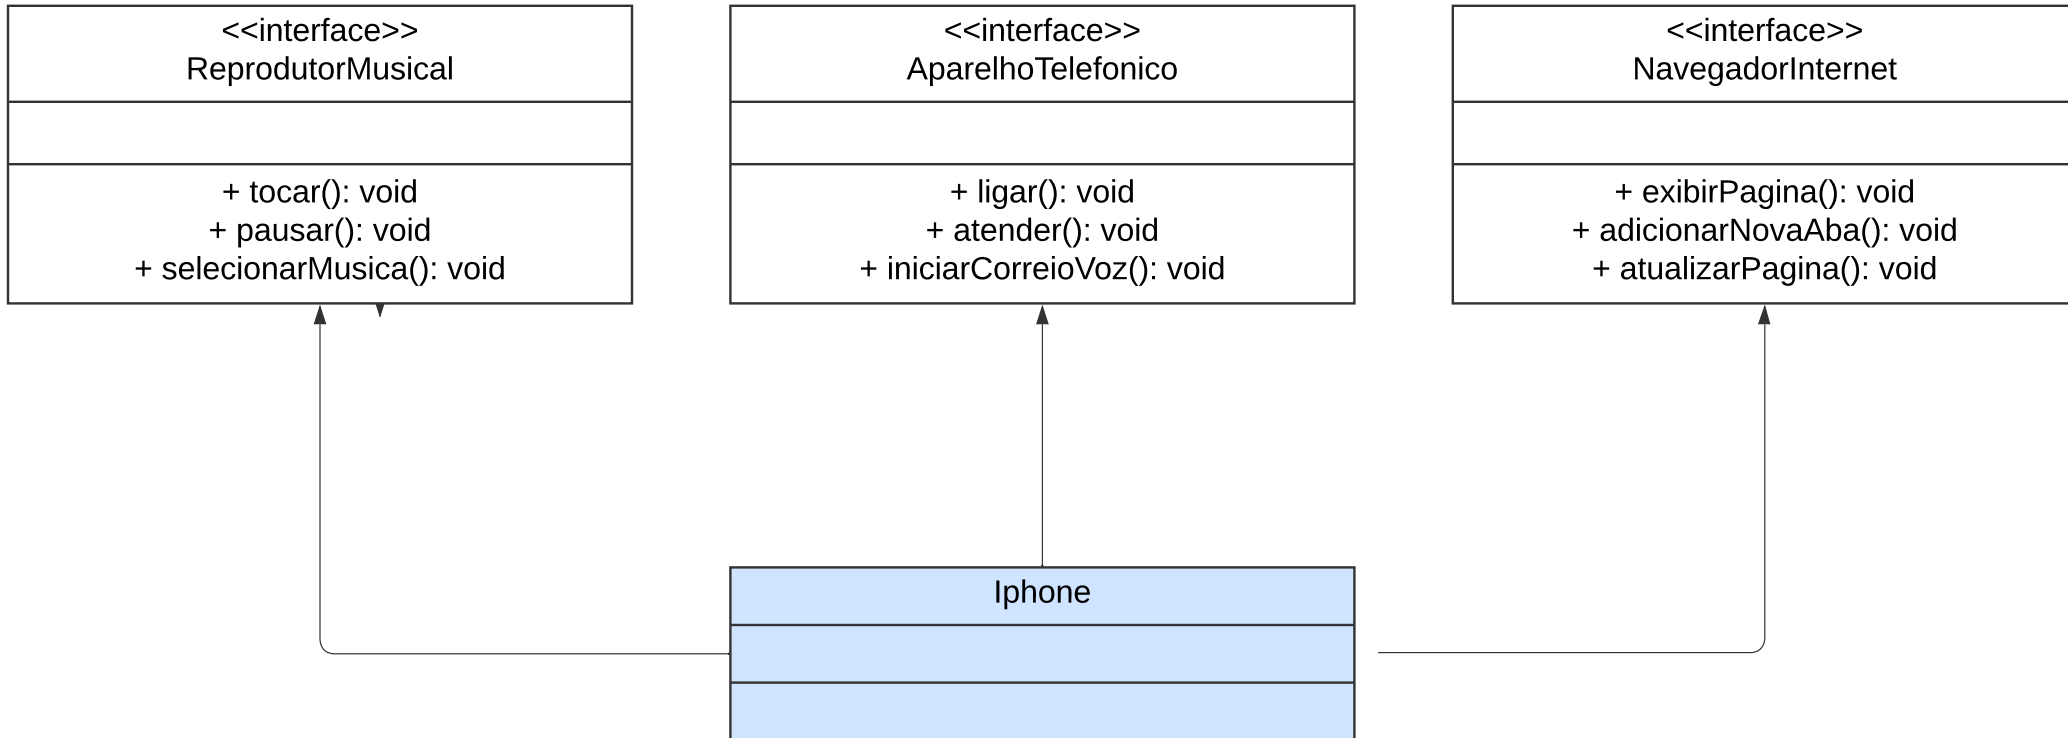 <<interface>>
ReprodutorMusical
+ tocar(): void
+ pausar(): void
+ selecionarMusica(): void
<<interface>>
AparelhoTelefonico
+ ligar(): void
+ atender(): void
+ iniciarCorreioVoz(): void
<<interface>>
NavegadorInternet
+ exibirPagina(): void
+ adicionarNovaAba(): void
+ atualizarPagina(): void
Iphone